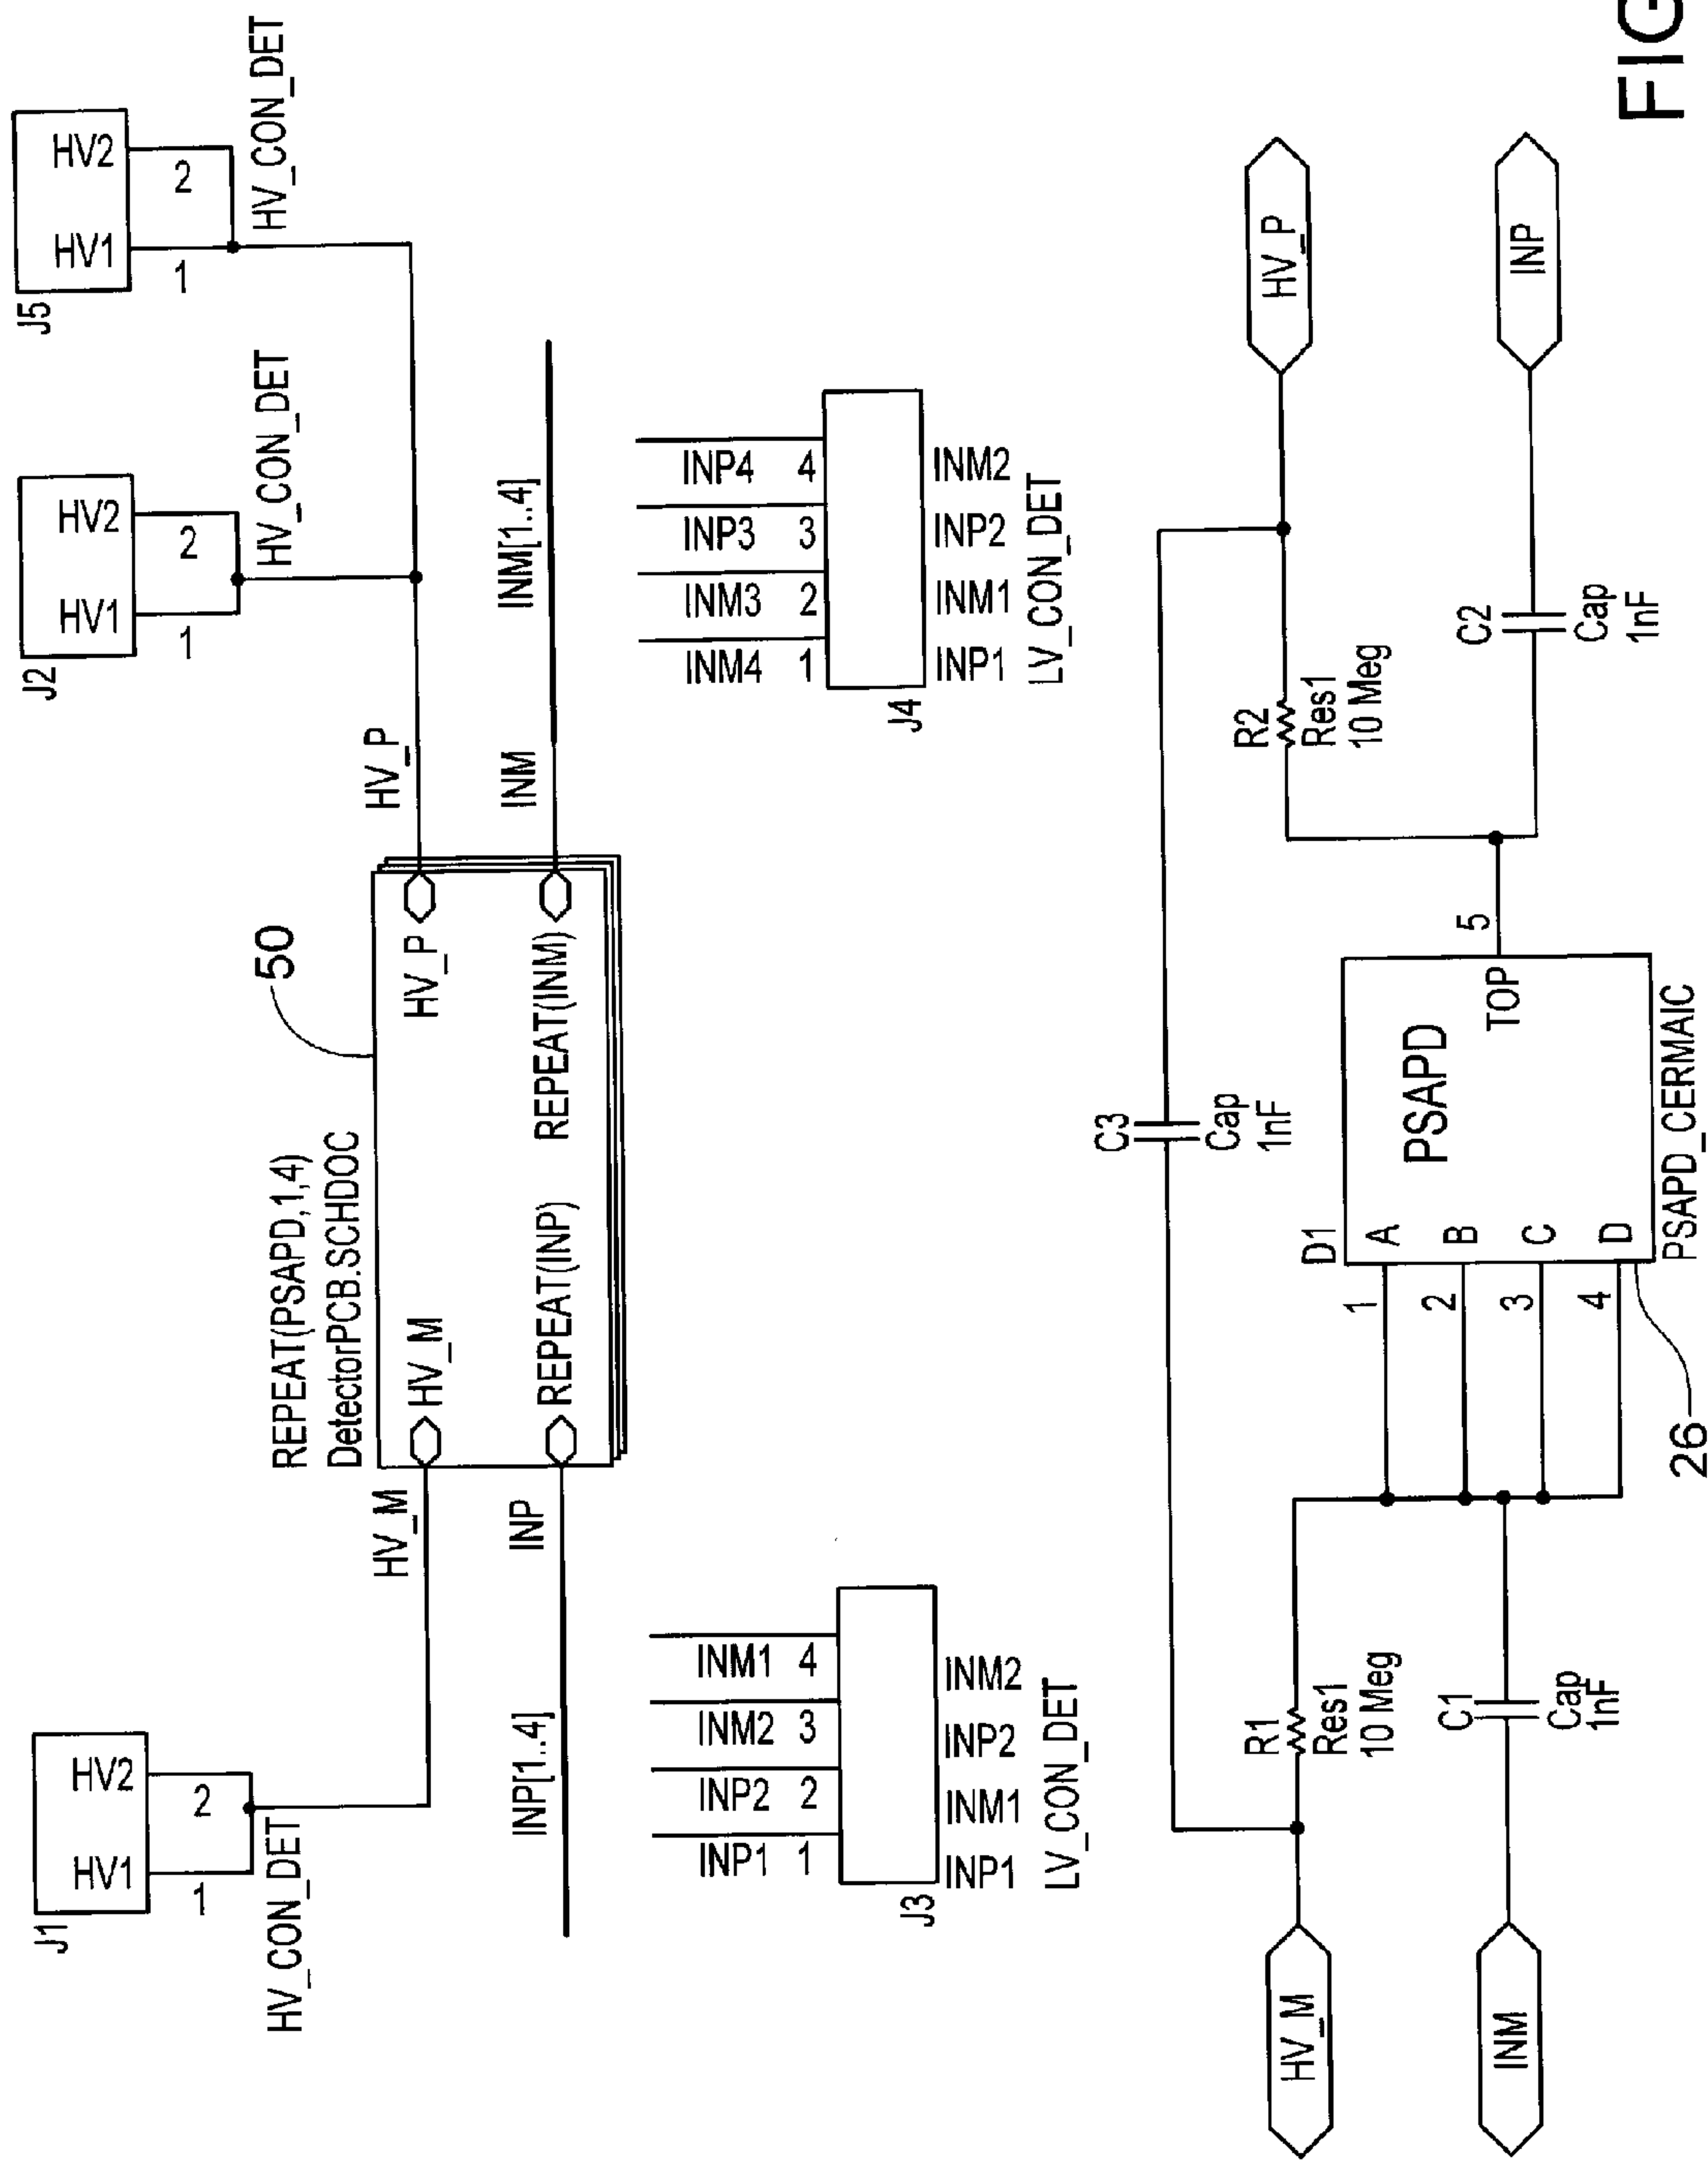 J1
HV1
HV2
1
2
HV_CON_DET
J2
HV1
HV2
1
2
HV_CON_DET
J5
HV1
HV2
1
2
HV_CON_DET
REPEAT(PSAPD,1,4)
DetectorPCB.SCHDOC
50
HV_M
HV_M
HV_P
HV_P
INP[1..4]
INP
REPEAT(INP)
REPEAT(INM)
INM
INM[1..4]
INP1
INP2
INM2
INM1
1
2
3
4
J3
INP1
INM1
INP2
INM2
LV_CON_DET
INM4
INM3
INP3
INP4
1
2
3
4
J4
INP1
INM1
INP2
INM2
LV_CON_DET
C3
Cap
1nF
HV_M
R1
Res1
10 Meg
INM
C1
Cap
1nF
1
2
3
4
D1
A
B
C
D
PSAPD
TOP
5
PSAPD_CERMAIC
26
R2
Res1
10 Meg
HV_P
C2
Cap
1nF
INP
FIG